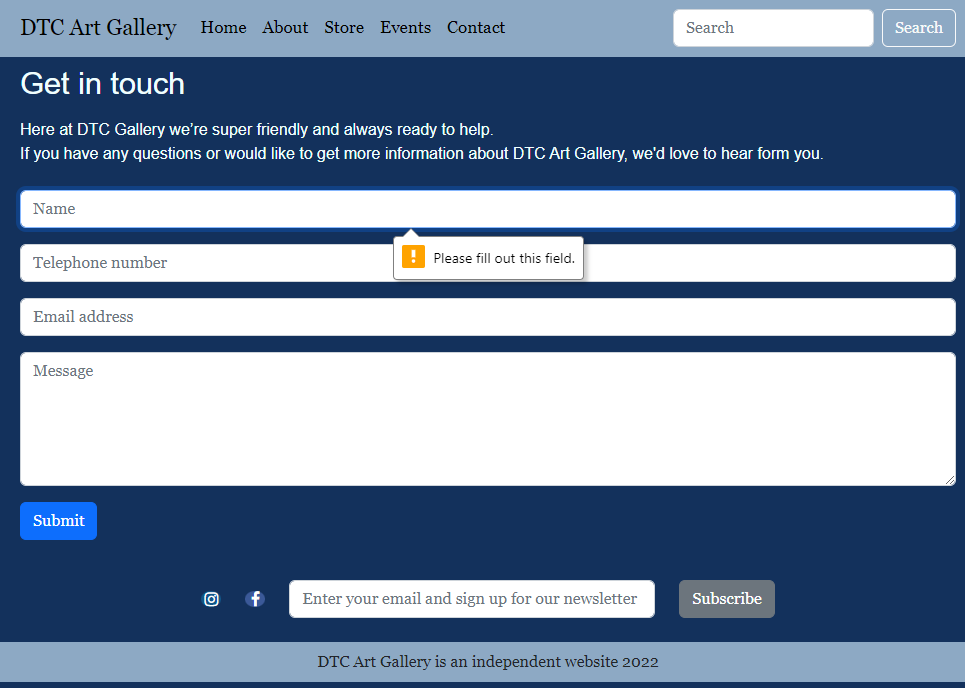 DTC Art Gallery Home About Store Events Contact Search Search
Get in touch
Here at DTC Gallery we're super friendly and always ready to help.
If you have any questions or would like to get more information about DTC Art Gallery, we'd love to hear form you.
Name
Please fill out this field.
Telephone number
Email address
Message
Submit
Enter your email and sign up for our newsletter Subscribe
DTC Art Gallery is an independent website 2022